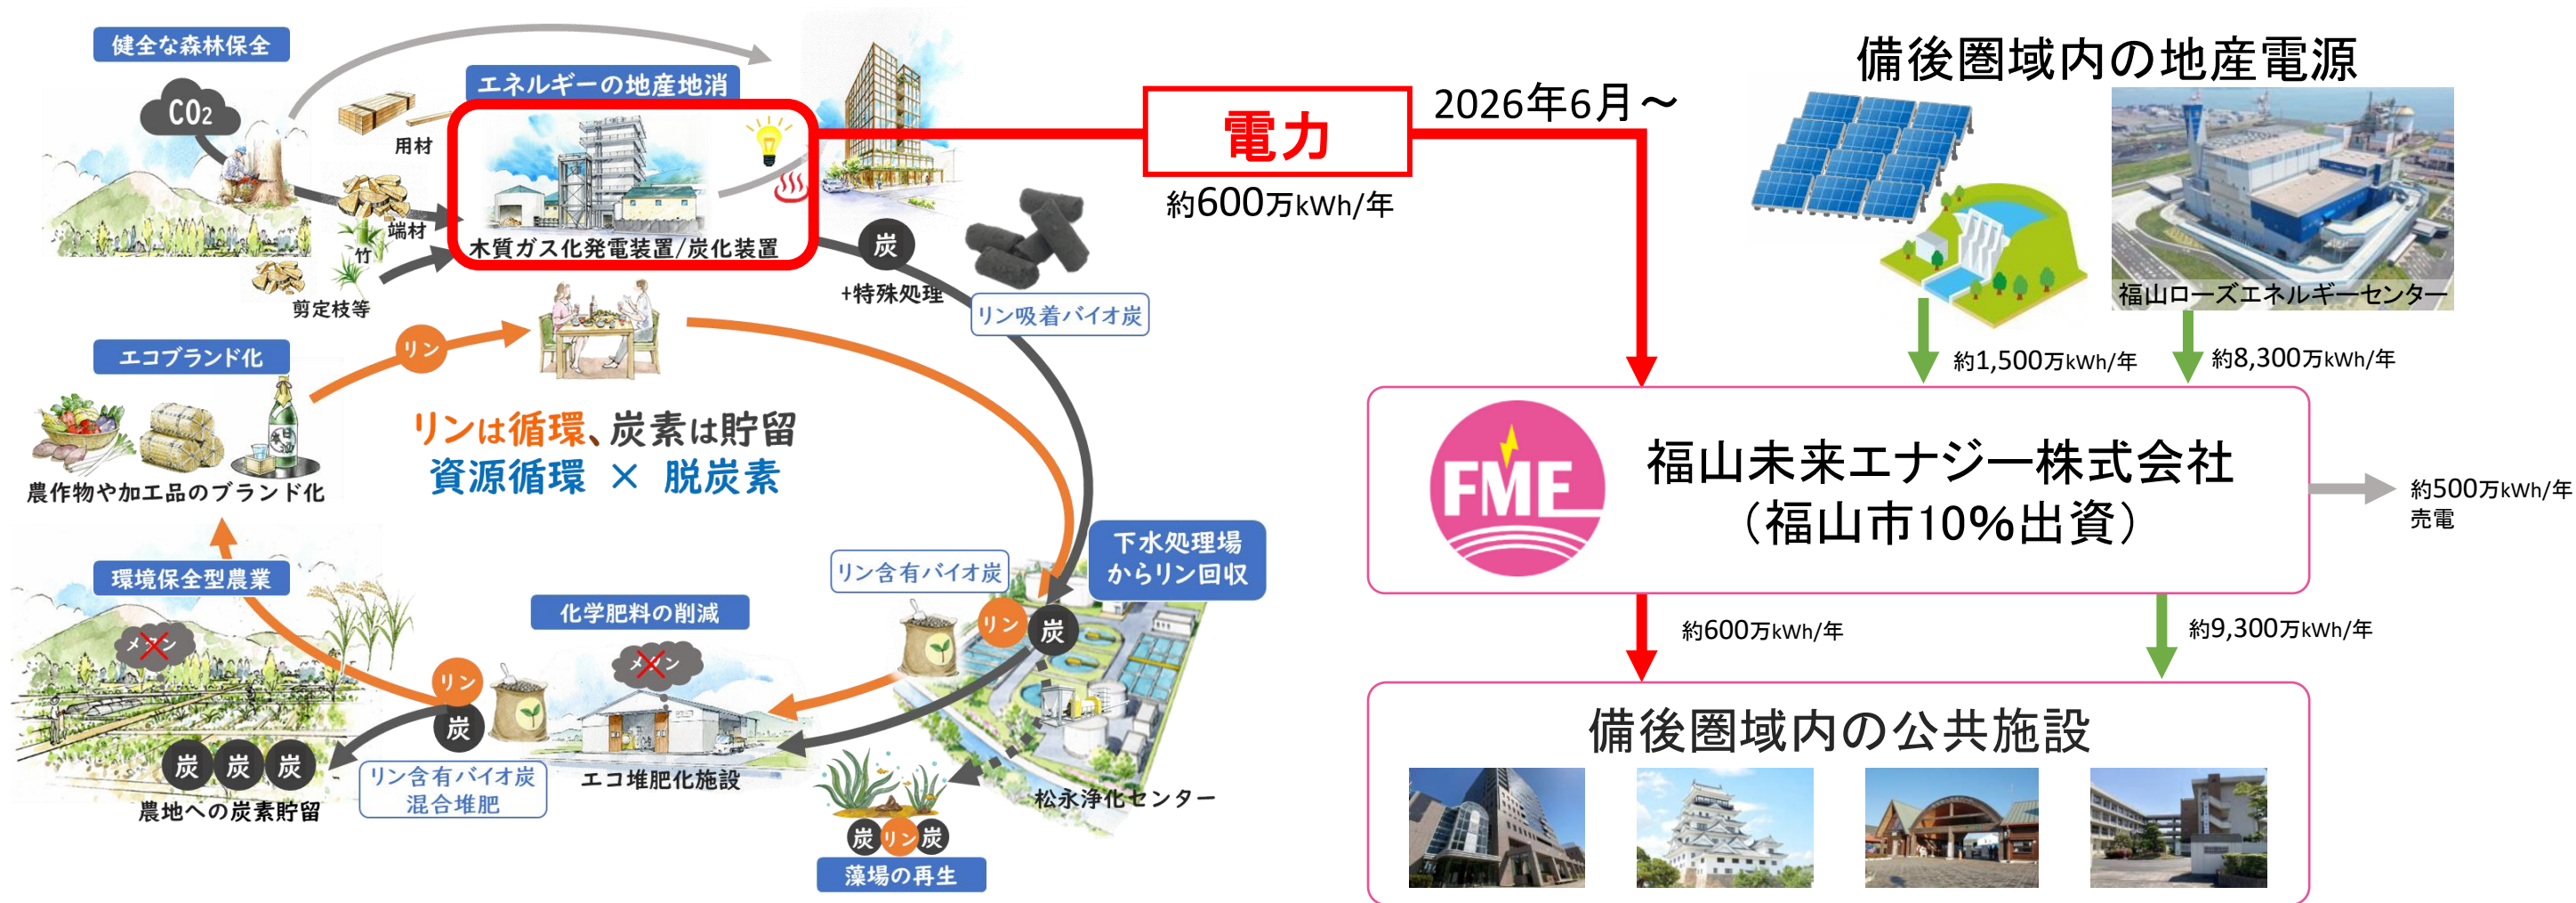 健全な森林保全
CO2
用材
端材
竹
剪定枝等
エネルギーの地産地消
木質ガス化発電装置/炭化装置
炭
+特殊処理
リン吸着バイオ炭
電力
約600万kWh/年
2026年6月～
備後圏域内の地産電源
福山ローズエネルギーセンター
約1,500万kWh/年
約8,300万kWh/年
エコブランド化
日本酒
農作物や加工品のブランド化
リン
リンは循環、炭素は貯留
資源循環 × 脱炭素
FME
福山未来エナジー株式会社
（福山市10%出資）
約500万kWh/年
売電
下水処理場
からリン回収
リン含有バイオ炭
リン
炭
松永浄化センター
化学肥料の削減
メタン
エコ堆肥化施設
炭
リン
炭
藻場の再生
環境保全型農業
メタン
リン
炭
リン含有バイオ炭
混合堆肥
炭
炭
炭
農地への炭素貯留
約600万kWh/年
約9,300万kWh/年
備後圏域内の公共施設